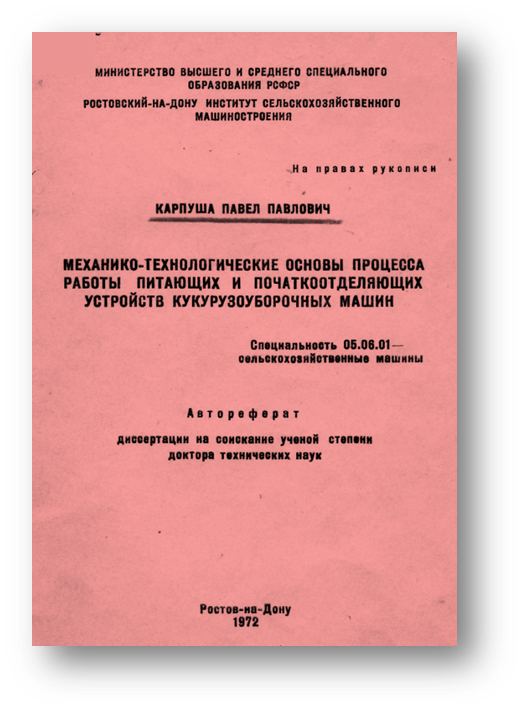 МИНИСТЕРСТВО ВЫСШЕГО И СРЕДНЕГО СПЕЦИАЛЬНОГО
ОБРАЗОВАНИЯ РСФСР
РОСТОВСКИЙ-НА-ДОНУ ИНСТИТУТ СЕЛЬСКОХОЗЯЙСТВЕННОГО
МАШИНОСТРОЕНИЯ
На правах рукописи
КАРПУША ПАВЕЛ ПАВЛОВИЧ
МЕХАНИКО-ТЕХНОЛОГИЧЕСКИЕ ОСНОВЫ ПРОЦЕССА
РАБОТЫ ПИТАЮЩИХ И ПОЧАТКООТДЕЛЯЮЩИХ
УСТРОЙСТВ КУКУРУЗОУБОРОЧНЫХ МАШИН
Специальность 05.06.01—
сельскохозяйственные машины
Автореферат
диссертации на соискание ученой степени
доктора технических наук
Ростов-на-Дону
1972